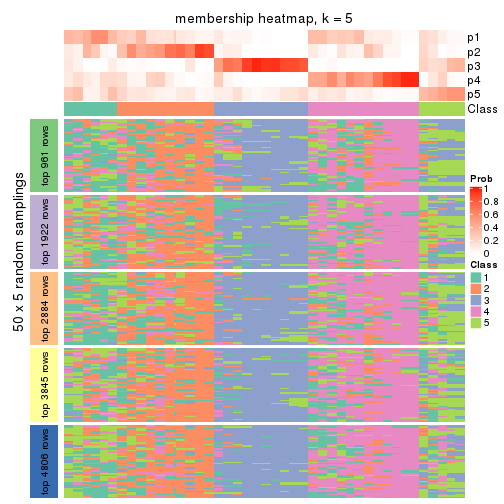 membership heatmap, k = 5
p1
p2
p3
p4
p5
Class
50 x 5 random samplings
top 961 rows
top 1922 rows
top 2884 rows
top 3845 rows
top 4806 rows
Prob
1
0.8
0.6
0.4
0.2
0
Class
1
2
3
4
5